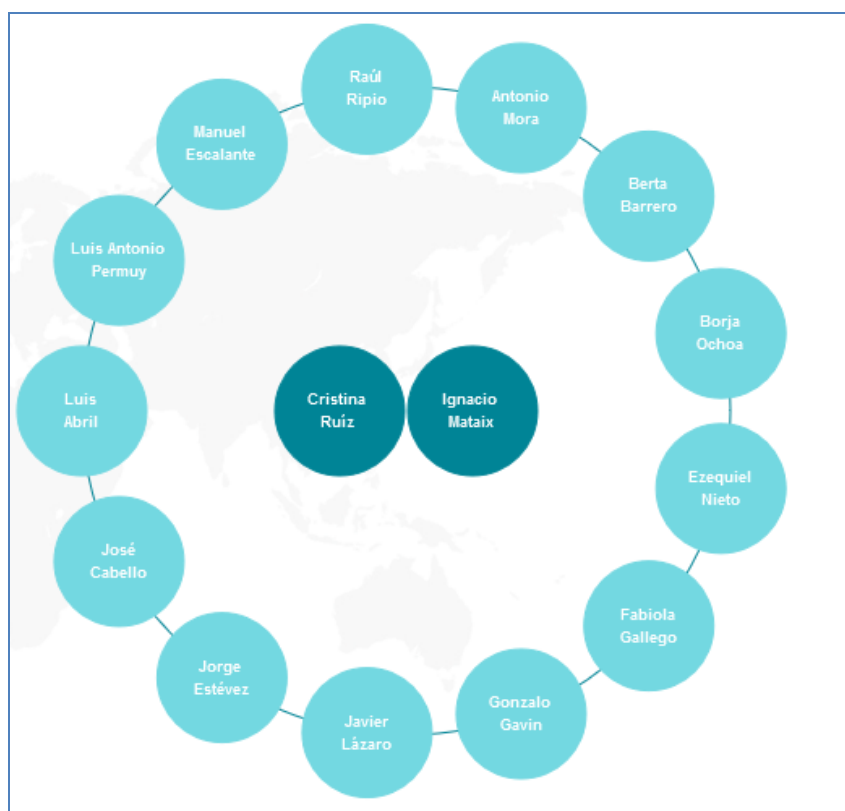 Raúl
Ripio
Antonio
Mora
Manuel
Escalante
Berta
Barrero
Luis Antonio
Permuy
Borja
Ochoa
Luis
Abril
Cristina
Ruíz
Ignacio
Mataix
Ezequiel
Nieto
José
Cabello
Fabiola
Gallego
Jorge
Estévez
Gonzalo
Gavin
Javier
Lázaro